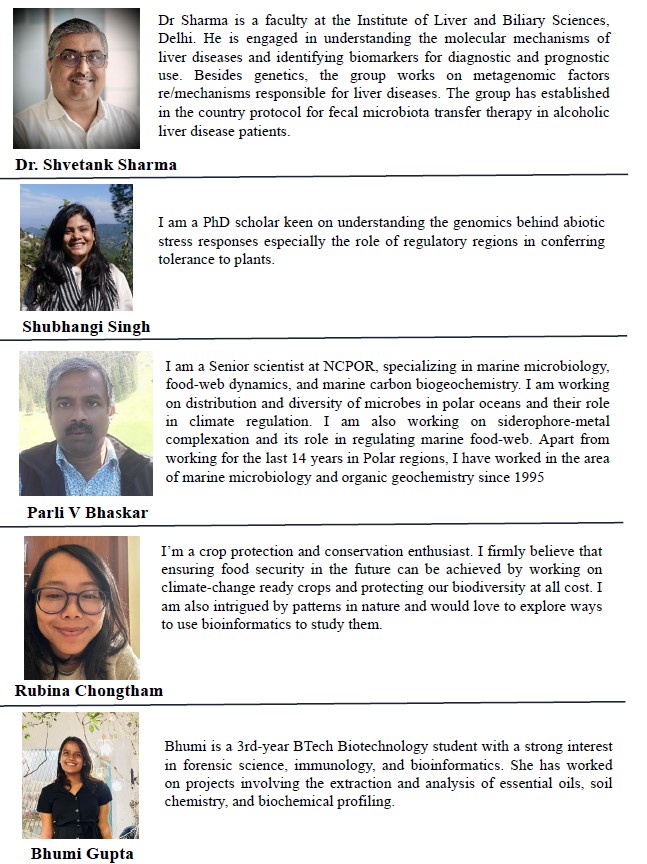 Dr Sharma is a faculty at the Institute of Liver and Biliary Sciences,
Delhi. He is engaged in understanding the molecular mechanisms of
liver diseases and identifying biomarkers for diagnostic and prognostic
use. Besides genetics, the group works on metagenomic factors
re/mechanisms responsible for liver diseases. The group has established
in the country protocol for fecal microbiota transfer therapy in alcoholic
liver disease patients.
Dr. Shvetank Sharma
I am a PhD scholar keen on understanding the genomics behind abiotic
stress responses especially the role of regulatory regions in conferring
tolerance to plants.
Shubhangi Singh
I am a Senior scientist at NCPOR, specializing in marine microbiology,
food-web dynamics, and marine carbon biogeochemistry. I am working
on distribution and diversity of microbes in polar oceans and their role
in climate regulation. I am also working on siderophore-metal
complexation and its role in regulating marine food-web. Apart from
working for the last 14 years in Polar regions, I have worked in the area
of marine microbiology and organic geochemistry since 1995
Parli V Bhaskar
I'm a crop protection and conservation enthusiast. I firmly believe that
ensuring food security in the future can be achieved by working on
climate-change ready crops and protecting our biodiversity at all cost. I
am also intrigued by patterns in nature and would love to explore ways
to use bioinformatics to study them.
Rubina Chongtham
Bhumi is a 3rd-year BTech Biotechnology student with a strong interest
in forensic science, immunology, and bioinformatics. She has worked
on projects involving the extraction and analysis of essential oils, soil
chemistry, and biochemical profiling.
Bhumi Gupta